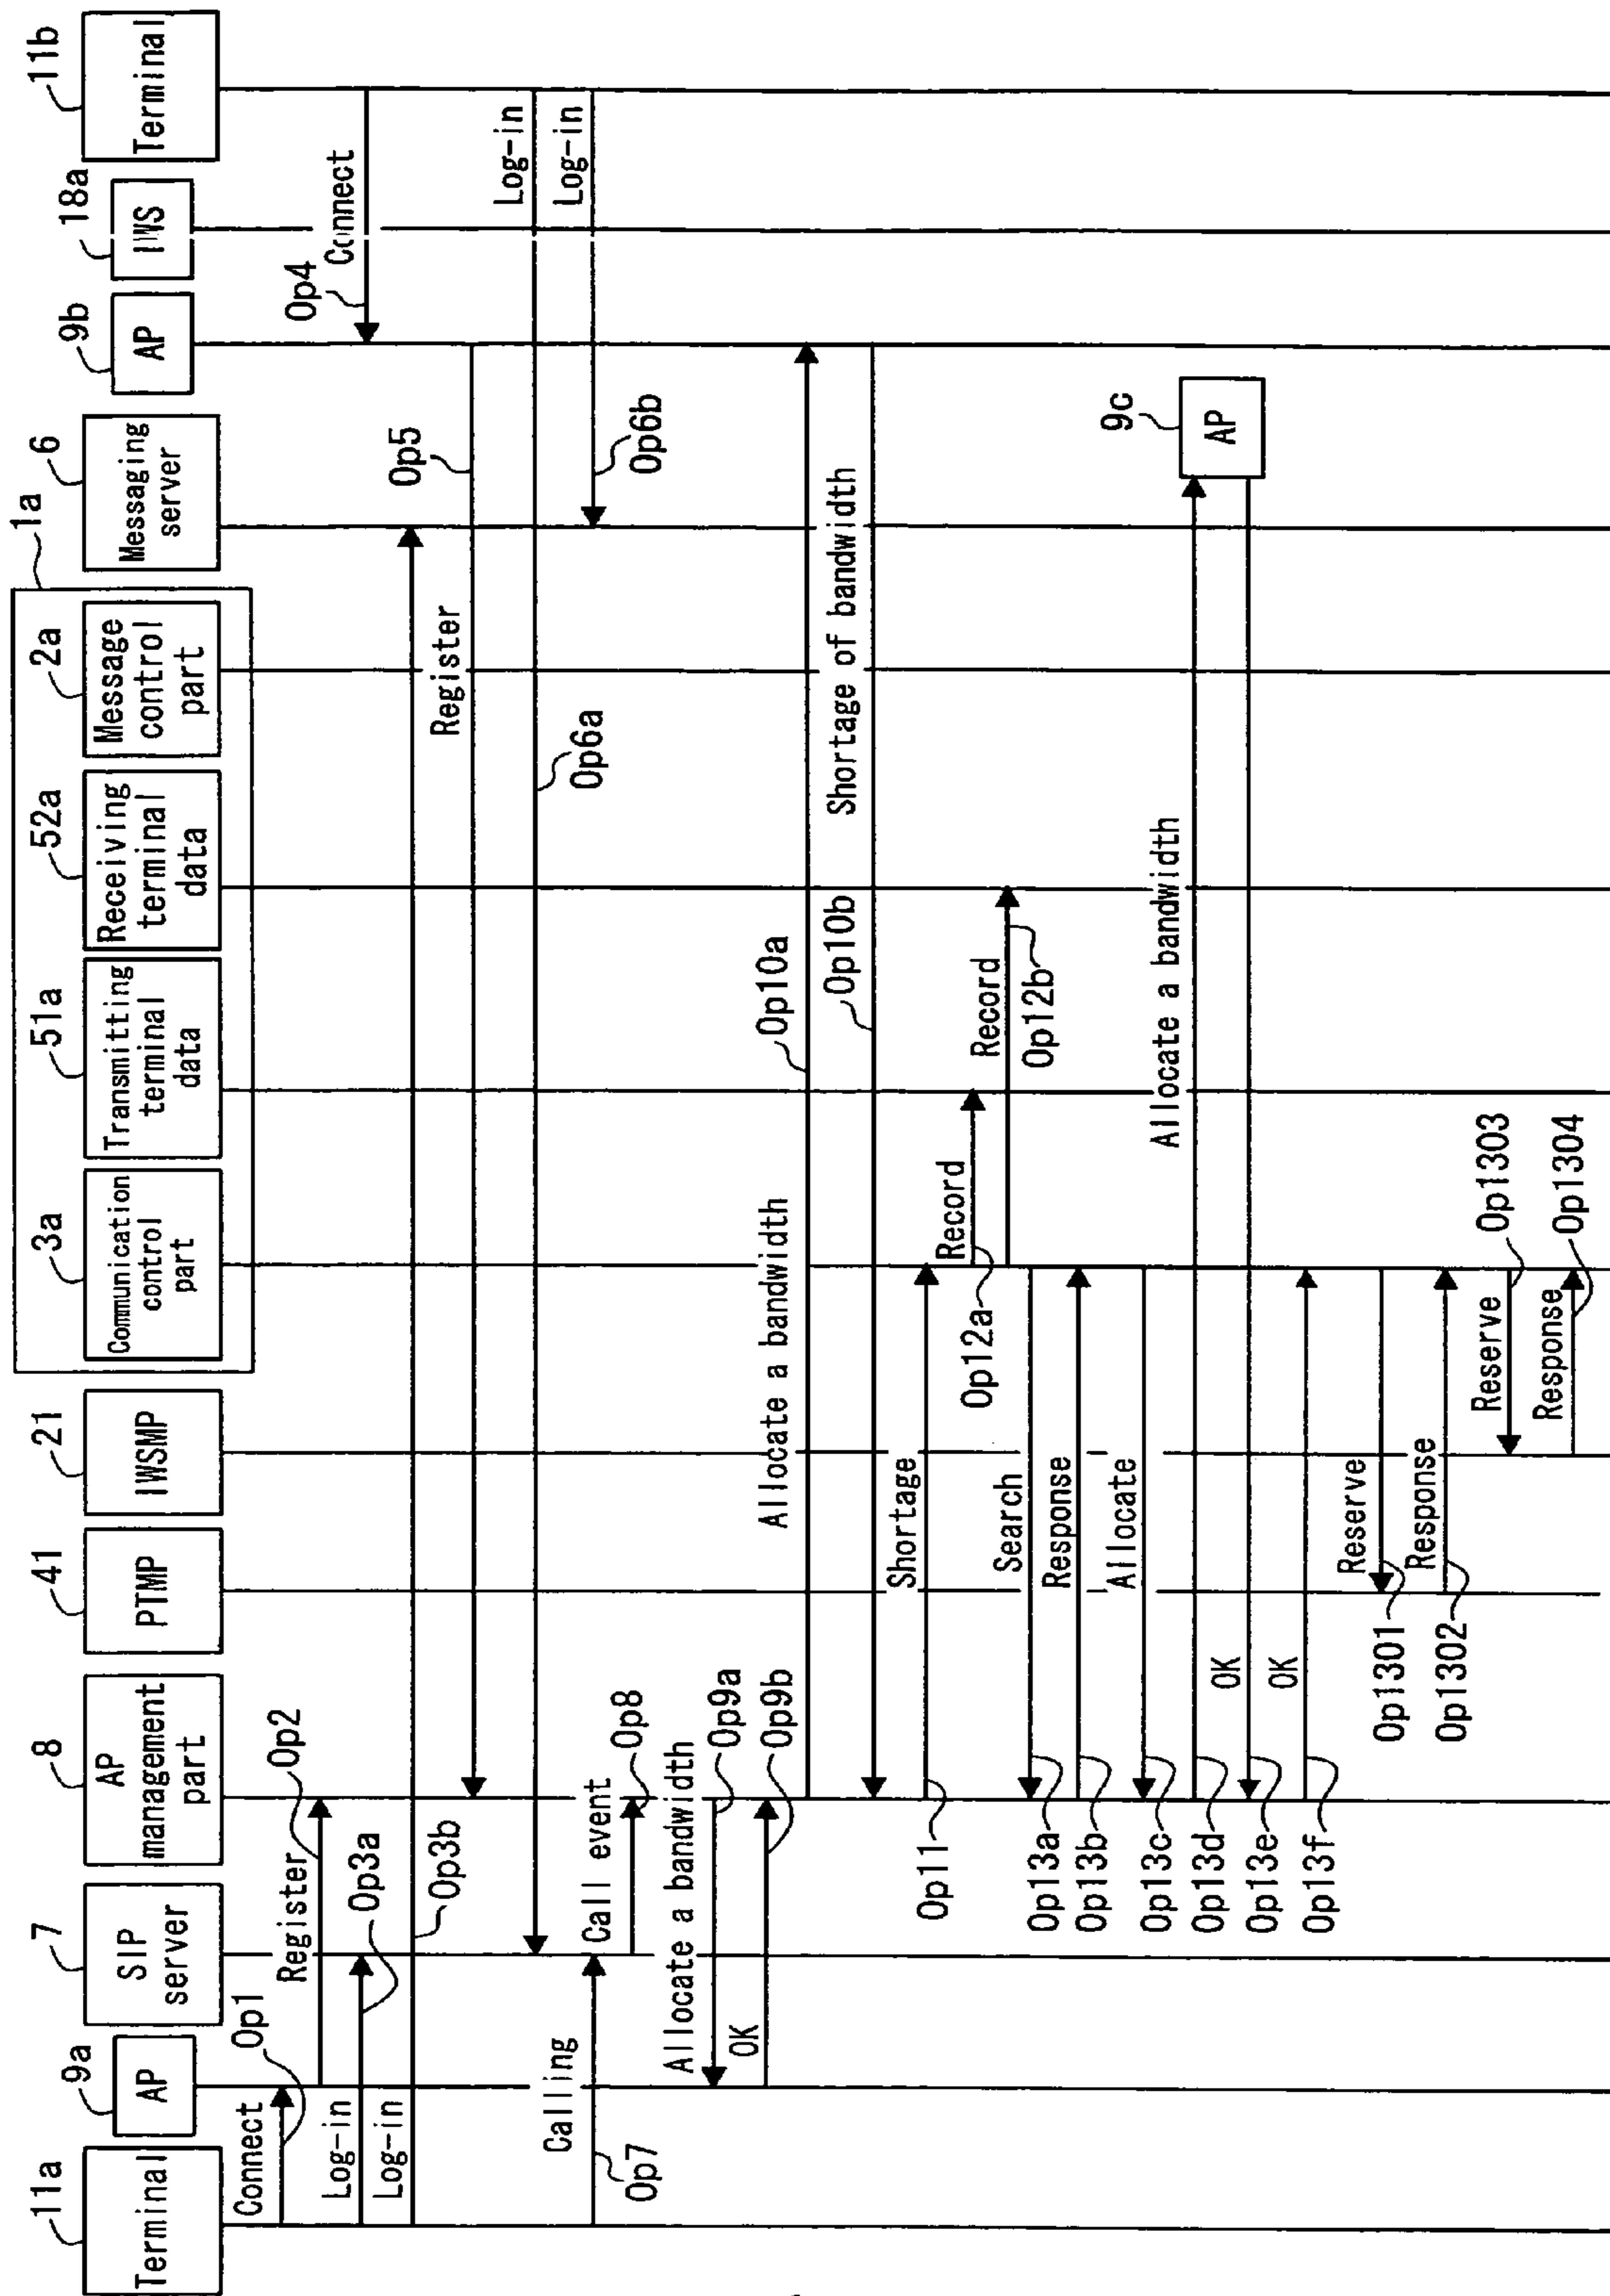 11a
Terminal
9a
AP
7
SIP
server
8
AP
management
part
41
PTMP
21
IWSMP
1a
3a
Communication
control
part
51a
Transmitting
terminal
data
52a
Receiving
terminal
data
2a
Message
control
part
6
Messaging
server
9b
AP
18a
IWS
11b
Terminal
Connect
Op1
Register
Op2
Log-in
Op3a
Log-in
Op3b
Op4
Connect
Register
Op5
Log-in
Op6a
Log-in
Op6b
Calling
Op7
Call event
Op8
Allocate a bandwidth
Op9a
OK
Op9b
Allocate a bandwidth
Op10a
Op10b
Shortage of bandwidth
Shortage
Op11
Record
Op12a
Record
Op12b
Search
Op13a
Response
Op13b
Allocate
Op13c
Allocate a bandwidth
Op13d
9c
AP
OK
Op13e
OK
Op13f
Reserve
Op1301
Response
Op1302
Reserve
Op1303
Response
Op1304